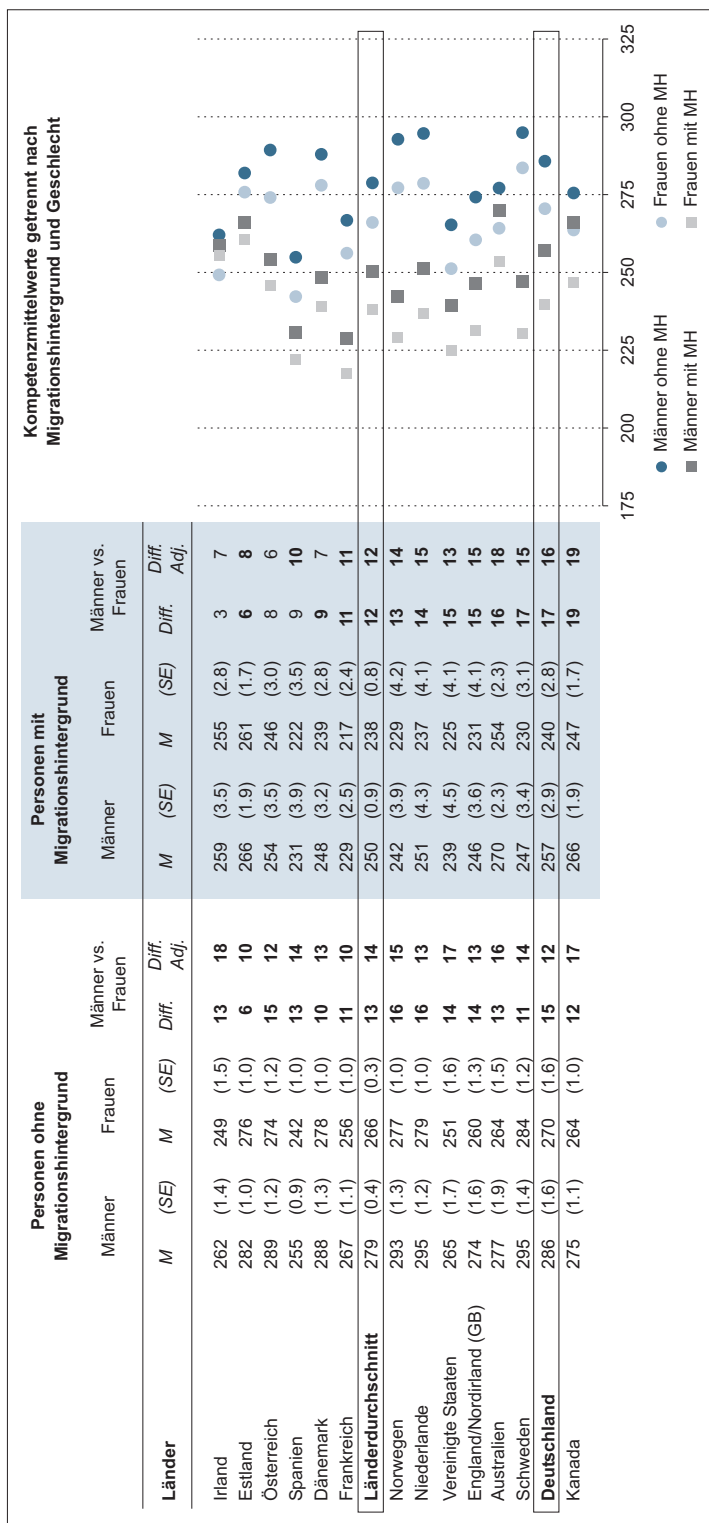 Personen ohne Migrationshintergrund
Personen mit Migrationshintergrund
Kompetenzmittelwerte getrennt nach Migrationshintergrund und Geschlecht
Männer Frauen Männer vs. Frauen Männer Frauen Männer vs. Frauen
Länder M (SE) M (SE) Diff. Diff. Adj. M (SE) M (SE) Diff. Diff. Adj.
Irland 262 (1.4) 249 (1.5) 13 18 259 (3.5) 255 (2.8) 3 7
Estland 282 (1.0) 276 (1.0) 6 10 266 (1.9) 261 (1.7) 6 8
Österreich 289 (1.2) 274 (1.2) 15 12 254 (3.5) 246 (3.0) 8 6
Spanien 255 (0.9) 242 (1.0) 13 14 231 (3.9) 222 (3.5) 9 10
Dänemark 288 (1.3) 278 (1.0) 10 13 248 (3.2) 239 (2.8) 9 7
Frankreich 267 (1.1) 256 (1.0) 11 10 229 (2.5) 217 (2.4) 11 11
Länderdurchschnitt 279 (0.4) 266 (0.3) 13 14 250 (0.9) 238 (0.8) 12 12
Norwegen 293 (1.3) 277 (1.0) 16 15 242 (3.9) 229 (4.2) 13 14
Niederlande 295 (1.2) 279 (1.0) 16 13 251 (4.3) 237 (4.1) 14 15
Vereinigte Staaten 265 (1.7) 251 (1.6) 14 17 239 (4.5) 225 (4.1) 15 13
England/Nordirland (GB) 274 (1.6) 260 (1.3) 14 13 246 (3.6) 231 (4.1) 15 15
Australien 277 (1.9) 264 (1.5) 13 16 270 (2.3) 254 (2.3) 16 18
Schweden 295 (1.4) 284 (1.2) 11 14 247 (3.4) 230 (3.1) 17 15
Deutschland 286 (1.6) 270 (1.6) 15 12 257 (2.9) 240 (2.8) 17 16
Kanada 275 (1.1) 264 (1.0) 12 17 266 (1.9) 247 (1.7) 19 19
175 200 225 250 275 300 325
Männer ohne MH Frauen ohne MH
Männer mit MH Frauen mit MH